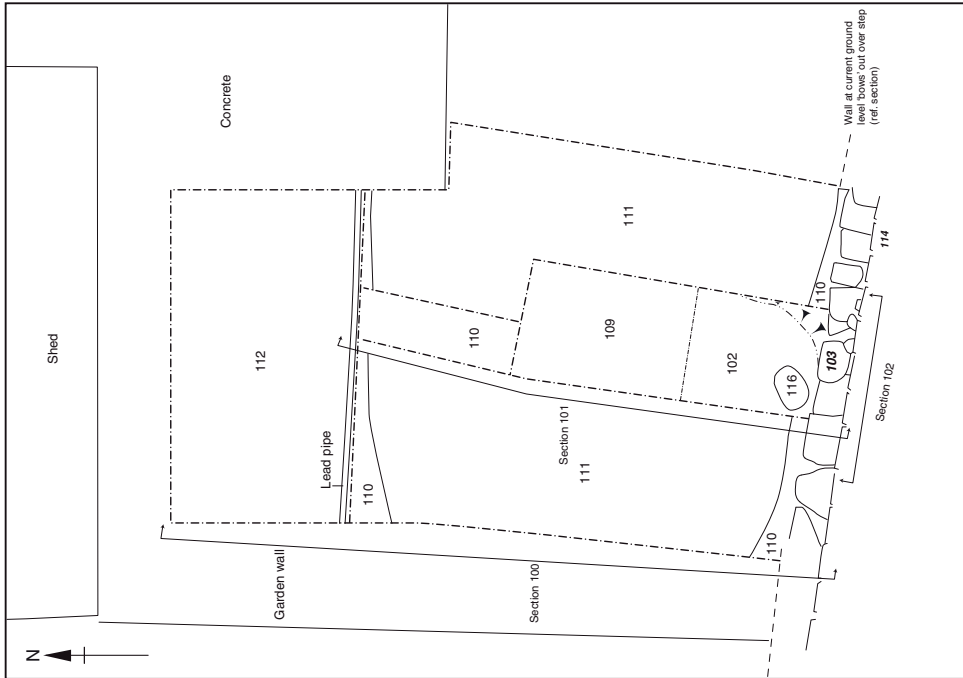 Shed
Concrete
112
Lead pipe
110
110
111
109
102
116
110
103
114
110
111
Section 101
Section 102
Section 100
Garden wall
Wall at current ground
level 'bows' out over step
(ref. section)
N